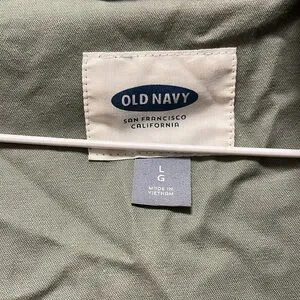 OLD NAVY
SAN FRANCISCO
CALIFORNIA
L
G
MADE IN
VIETNAM